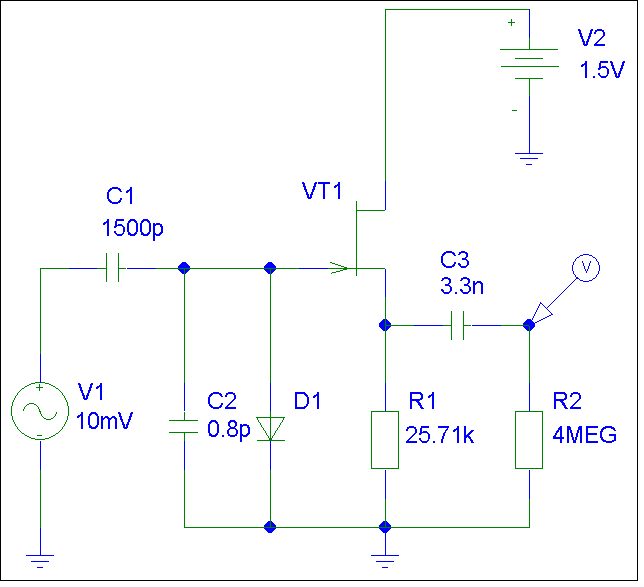 +
V2
1.5V
-
VT1
C1
1500p
C3
3.3n
V
+
V1
10mV
-
C2
0.8p
D1
R1
25.71k
R2
4MEG